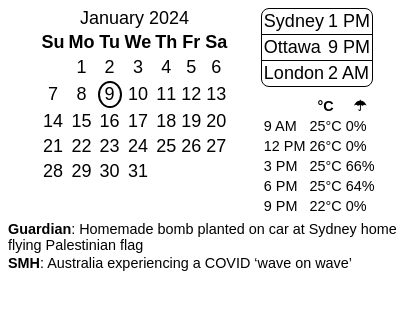 January 2024
Su Mo Tu We Th Fr Sa
1 2 3 4 5 6
7 8 9 10 11 12 13
14 15 16 17 18 19 20
21 22 23 24 25 26 27
28 29 30 31
Sydney 1 PM
Ottawa 9 PM
London 2 AM
°C ☂
9 AM 25°C 0%
12 PM 26°C 0%
3 PM 25°C 66%
6 PM 25°C 64%
9 PM 22°C 0%
Guardian: Homemade bomb planted on car at Sydney home
flying Palestinian flag
SMH: Australia experiencing a COVID ‘wave on wave’